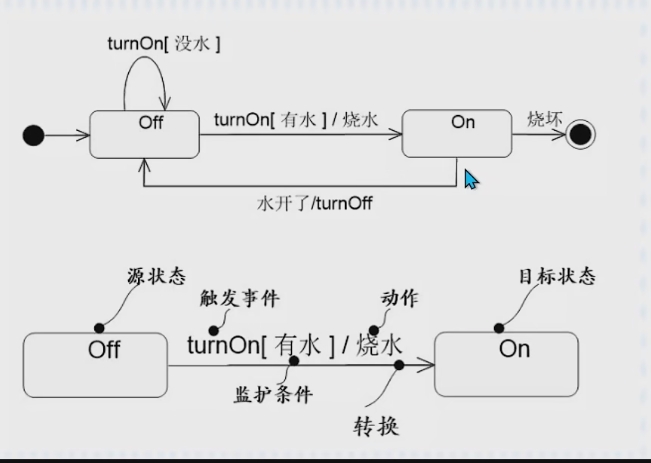 turnOn[ 没水 ]
Off
turnOn[ 有水 ] / 烧水
On
烧坏
水开了/turnOff
源状态
触发事件
动作
目标状态
Off
turnOn[ 有水 ] / 烧水
On
监护条件
转换